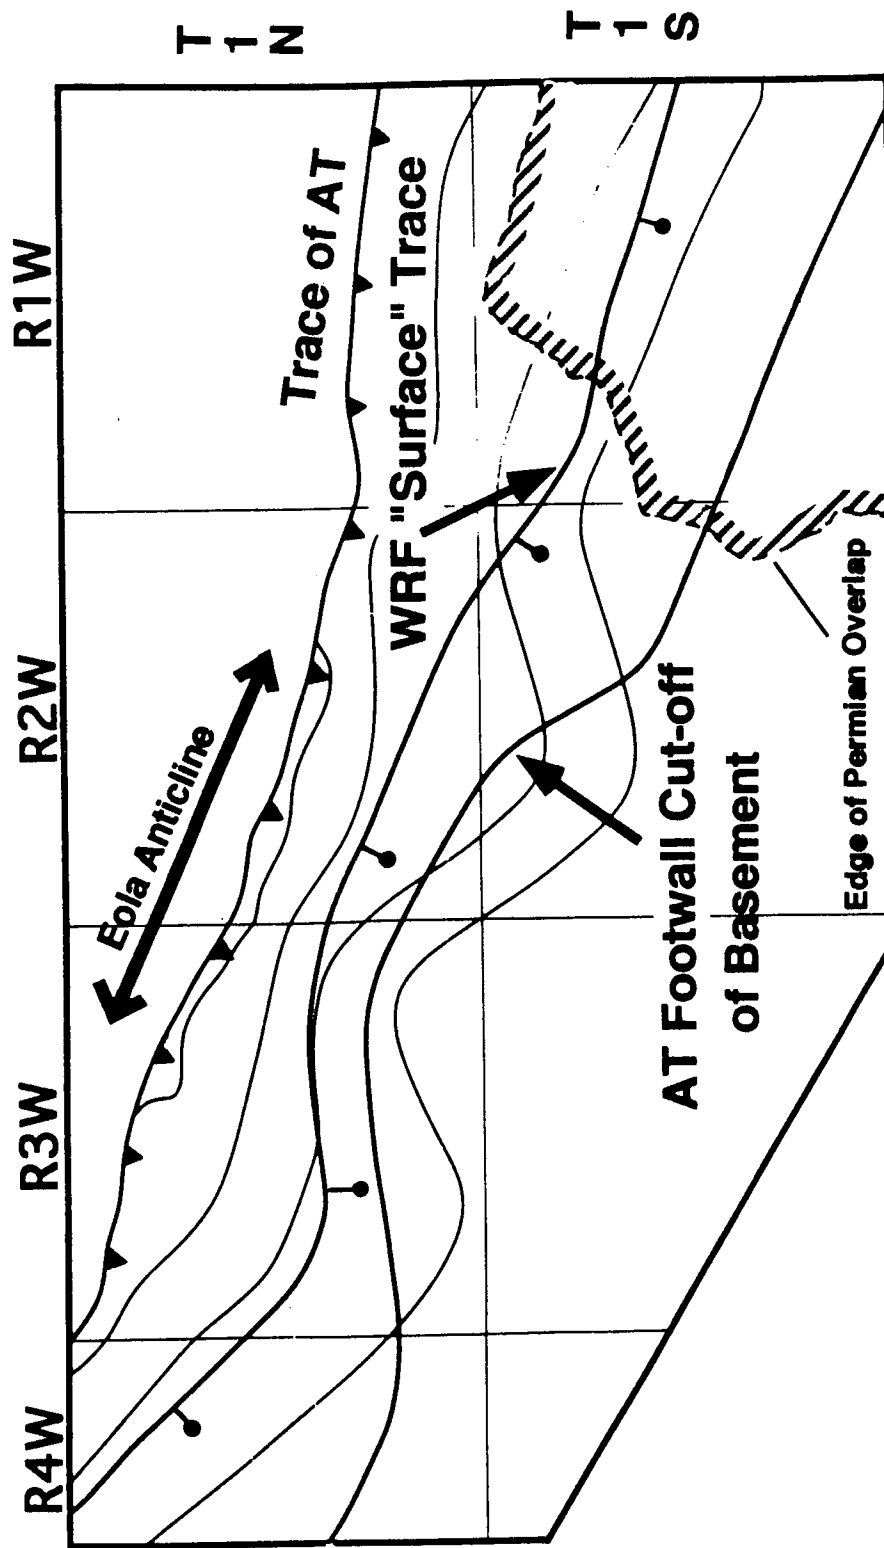 R4W
R3W
R2W
R1W
T
1
N
T
1
S
Eola Anticline
Trace of AT
WRF "Surface" Trace
AT Footwall Cut-off
of Basement
Edge of Permian Overlap